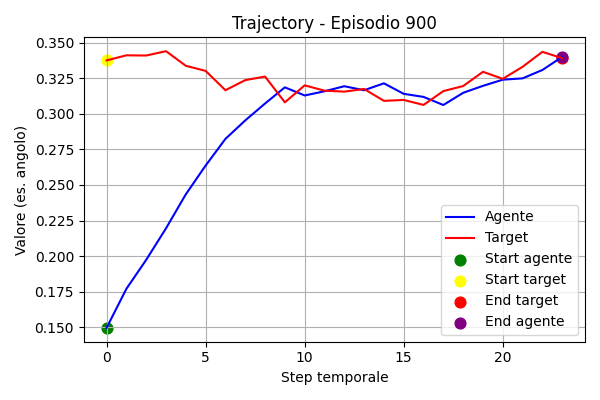 Trajectory - Episodio 900
Valore (es. angolo)
0.350
0.325
0.300
0.275
0.250
0.225
0.200
0.175
0.150
0
5
10
15
20
Step temporale
Agente
Target
Start agente
Start target
End target
End agente